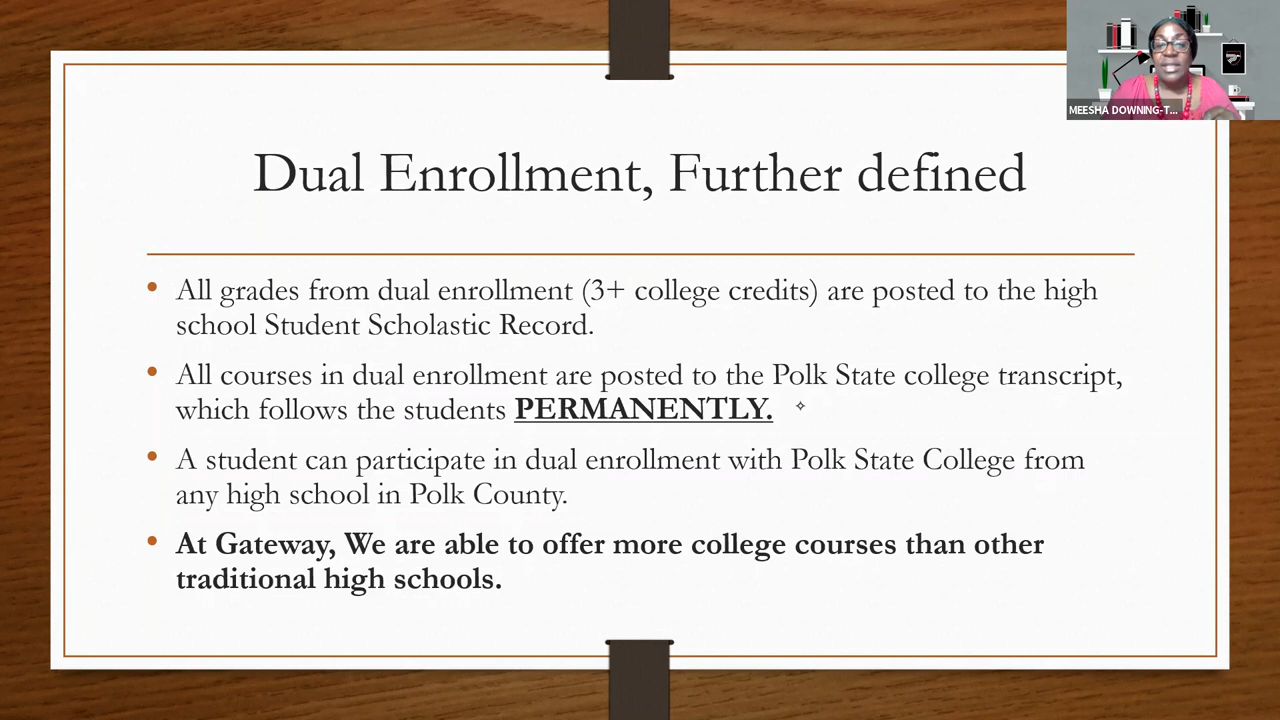 MEESHA DOWNING-T...
Dual Enrollment, Further defined
• All grades from dual enrollment (3+ college credits) are posted to the high
school Student Scholastic Record.
• All courses in dual enrollment are posted to the Polk State college transcript,
which follows the students PERMANENTLY.
• A student can participate in dual enrollment with Polk State College from
any high school in Polk County.
• At Gateway, We are able to offer more college courses than other
traditional high schools.